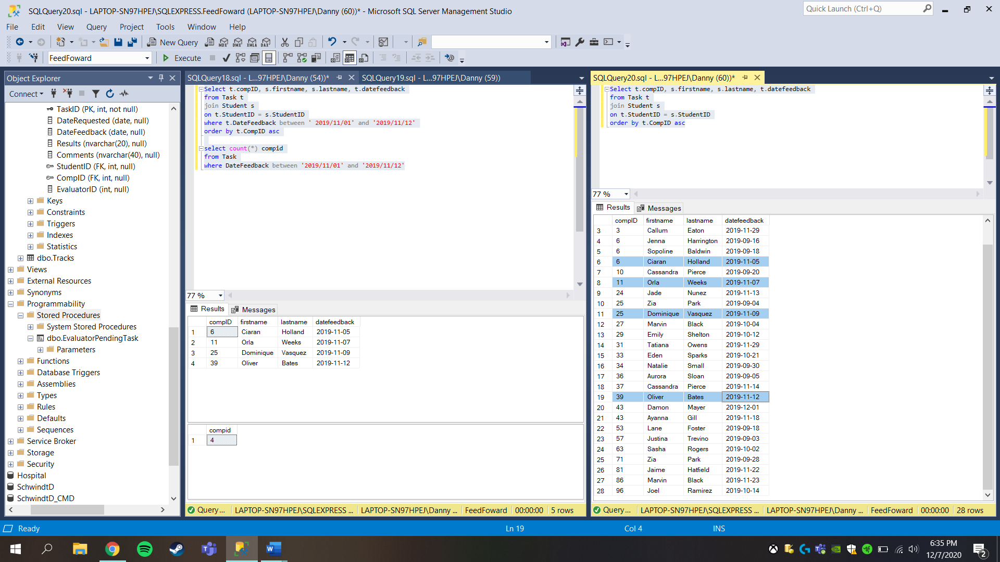 SQLQuery20.sql - LAPTOP-SN97HPEJ\SQLEXPRESS.FeedFoward (LAPTOP-SN97HPEJ\Danny (60))* - Microsoft SQL Server Management Studio
Quick Launch (Ctrl+Q)
File Edit View Query Project Tools Window Help
New Query MDX DMX XMLA DAX
FeedFoward Execute
Object Explorer
Connect
TaskID (PK, int, not null)
DateRequested (date, null)
DateFeedback (date, null)
Results (nvarchar(20), null)
Comments (nvarchar(40), null)
StudentID (FK, int, null)
CompID (FK, int, null)
EvaluatorID (int, null)
Keys
Constraints
Triggers
Indexes
Statistics
dbo.Tracks
Views
External Resources
Synonyms
Programmability
Stored Procedures
System Stored Procedures
dbo.EvaluatorPendingTask
Parameters
Functions
Database Triggers
Assemblies
Types
Rules
Defaults
Sequences
Service Broker
Storage
Security
Hospital
SchwindtD
SchwindtD_CMD
SQLQuery18.sql - L...97HPEJ\Danny (54))* SQLQuery19.sql - L...97HPEJ\Danny (59))
Select t.compID, s.firstname, s.lastname, t.datefeedback
from Task t
join Student s
on t.StudentID = s.StudentID
where t.DateFeedback between ' 2019/11/01' and '2019/11/12'
order by t.CompID asc
select count(*) compid
from Task
where DateFeedback between '2019/11/01' and '2019/11/12'
77 %
Results Messages
compID firstname lastname datefeedback
1 6 Ciaran Holland 2019-11-05
2 11 Orla Weeks 2019-11-07
3 25 Dominique Vasquez 2019-11-09
4 39 Oliver Bates 2019-11-12
compid
1 4
Query... LAPTOP-SN97HPEJ\SQLEXPRESS ... LAPTOP-SN97HPEJ\Danny ... FeedFoward 00:00:00 5 rows
SQLQuery20.sql - L...97HPEJ\Danny (60))*
Select t.compID, s.firstname, s.lastname, t.datefeedback
from Task t
join Student s
on t.StudentID = s.StudentID
order by t.CompID asc
77 %
Results Messages
compID firstname lastname datefeedback
3 3 Callum Eaton 2019-11-29
4 6 Jenna Harrington 2019-09-16
5 6 Sopoline Baldwin 2019-09-18
6 6 Ciaran Holland 2019-11-05
7 10 Cassandra Pierce 2019-09-20
8 11 Orla Weeks 2019-11-07
9 24 Jade Nunez 2019-11-13
10 25 Zia Park 2019-09-04
11 25 Dominique Vasquez 2019-11-09
12 27 Marvin Black 2019-10-04
13 29 Emily Shelton 2019-10-12
14 31 Tatiana Owens 2019-11-29
15 33 Eden Sparks 2019-10-21
16 34 Natalie Small 2019-09-30
17 36 Aurora Sloan 2019-09-05
18 37 Cassandra Pierce 2019-11-14
19 39 Oliver Bates 2019-11-12
20 43 Damon Mayer 2019-12-01
21 43 Ayanna Gill 2019-11-18
22 53 Lane Foster 2019-09-18
23 57 Justina Trevino 2019-09-03
24 63 Sasha Rogers 2019-10-02
25 71 Zia Park 2019-09-28
26 81 Jaime Hatfield 2019-11-22
27 86 Marvin Black 2019-11-23
28 96 Joel Ramirez 2019-10-14
Query... LAPTOP-SN97HPEJ\SQLEXPRESS ... LAPTOP-SN97HPEJ\Danny ... FeedFoward 00:00:00 28 rows
Ready Ln 19 Col 4 INS
6:35 PM
12/7/2020
2